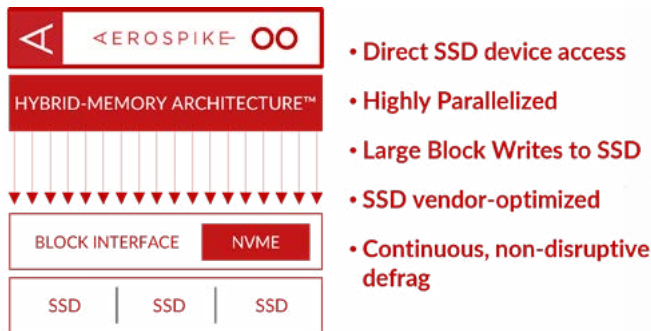 AEROSPIKE
HYBRID-MEMORY ARCHITECTURE™
BLOCK INTERFACE
NVME
SSD SSD SSD
• Direct SSD device access
• Highly Parallelized
• Large Block Writes to SSD
• SSD vendor-optimized
• Continuous, non-disruptive
defrag